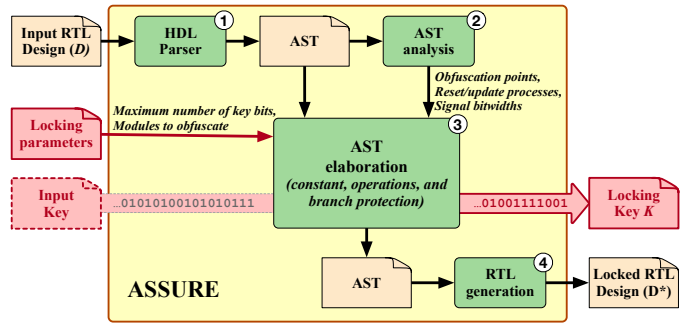 Input RTL
Design (D)
HDL
Parser
1
AST
AST
analysis
2
Obfuscation points,
Reset/update processes,
Signal bitwidths
Maximum number of key bits,
Modules to obfuscate
Locking
parameters
3
AST
elaboration
(constant, operations, and
branch protection)
Input
Key
...01010100101010111
...01001111001
Locking
Key K
AST
RTL
generation
4
Locked RTL
Design (D*)
ASSURE